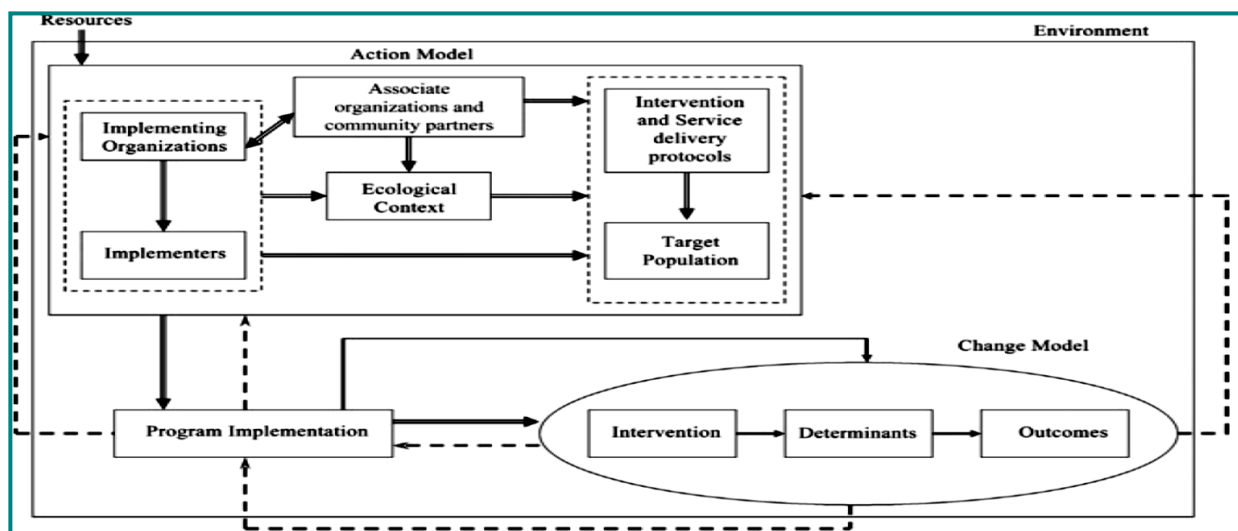 Resources
Environment
Action Model
Associate
organizations and
community partners
Implementing
Organizations
Intervention
and Service
delivery
protocols
Ecological
Context
Implementers
Target
Population
Change Model
Program Implementation
Intervention
Determinants
Outcomes